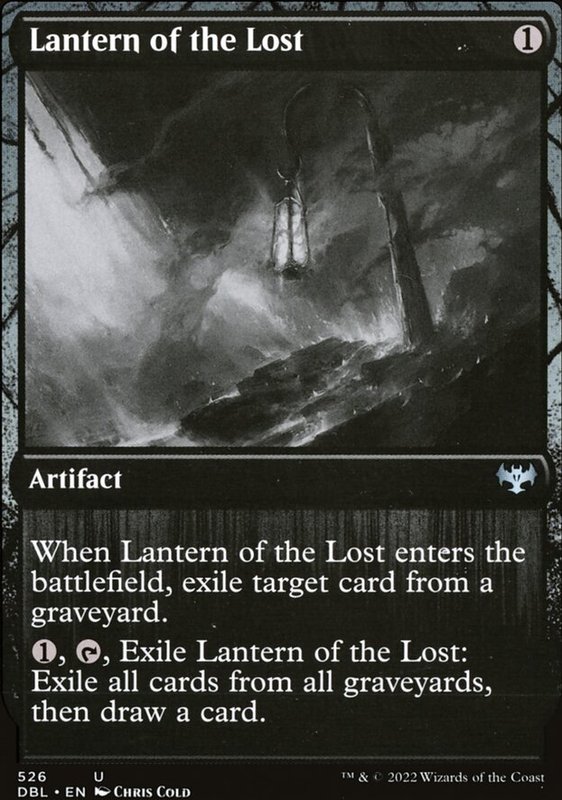 Lantern of the Lost
1
Artifact
When Lantern of the Lost enters the
battlefield, exile target card from a
graveyard.
1, , Exile Lantern of the Lost:
Exile all cards from all graveyards,
then draw a card.
526 U
DBL • EN Chris Cold
™ & © 2022 Wizards of the Coast